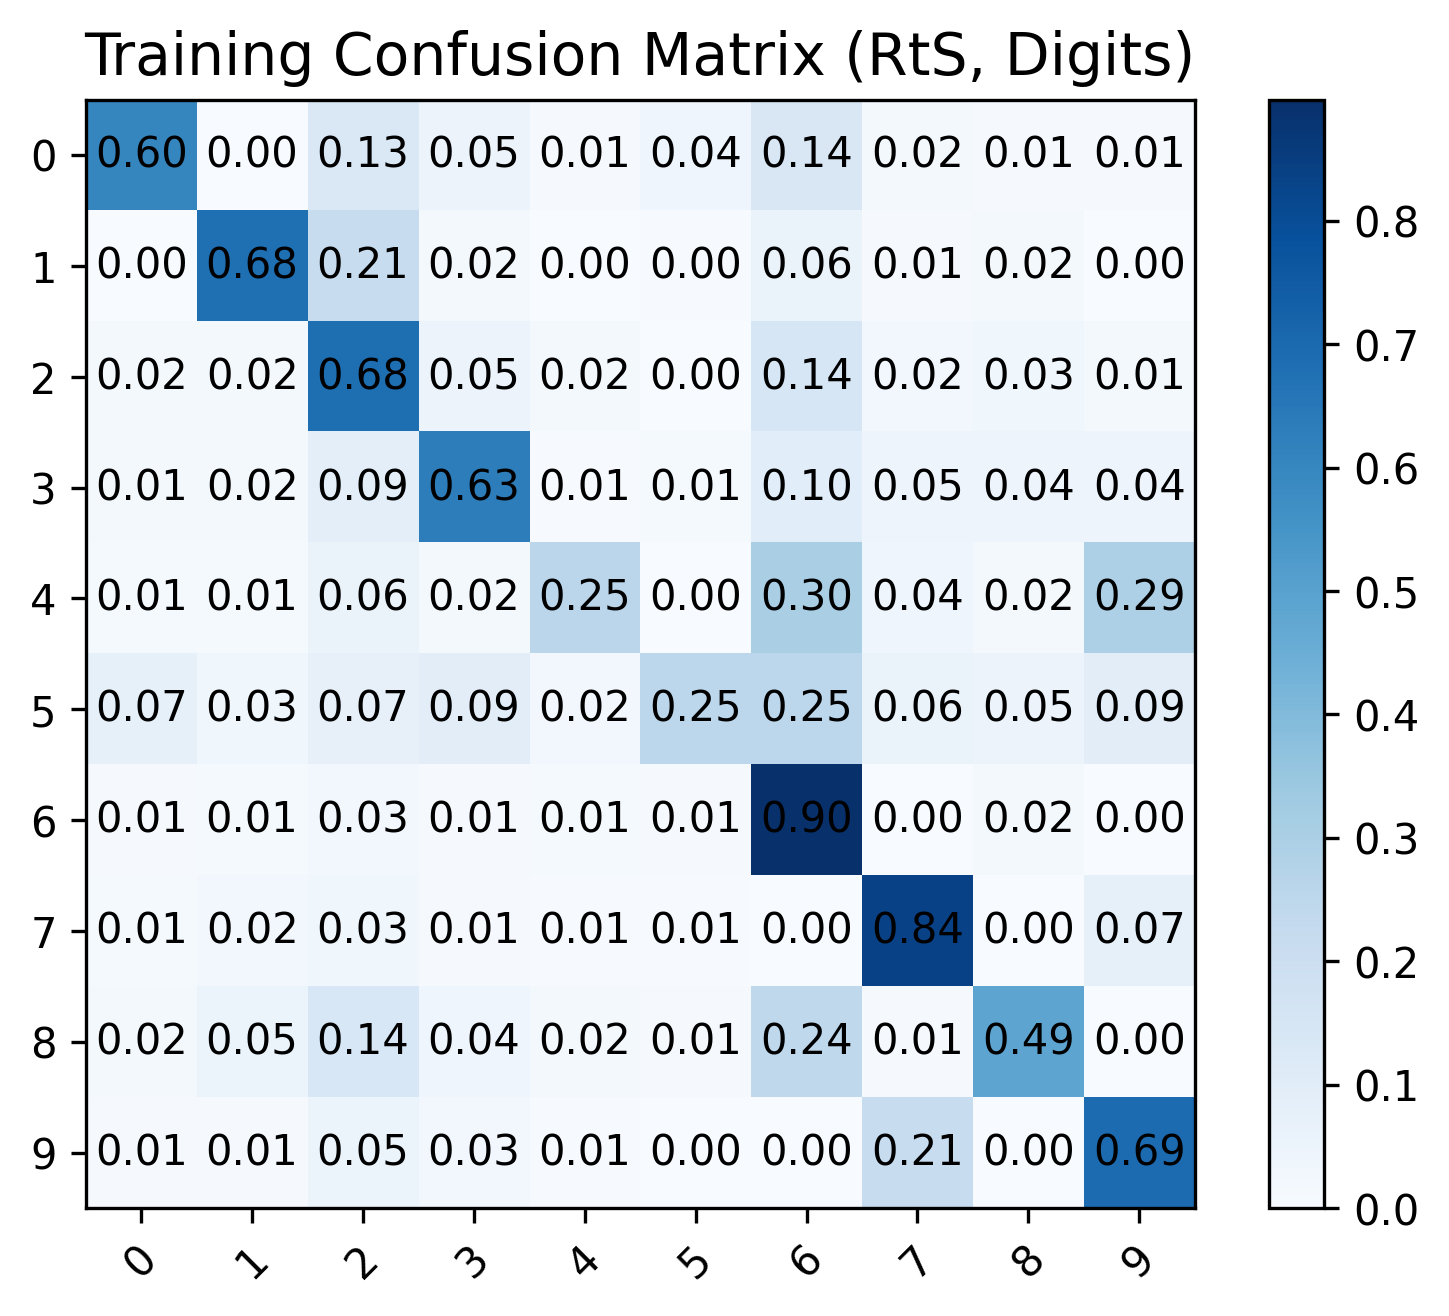 Training Confusion Matrix (RtS, Digits)
0 0.60 0.00 0.13 0.05 0.01 0.04 0.14 0.02 0.01 0.01
1 0.00 0.68 0.21 0.02 0.00 0.00 0.06 0.01 0.02 0.00
2 0.02 0.02 0.68 0.05 0.02 0.00 0.14 0.02 0.03 0.01
3 0.01 0.02 0.09 0.63 0.01 0.01 0.10 0.05 0.04 0.04
4 0.01 0.01 0.06 0.02 0.25 0.00 0.30 0.04 0.02 0.29
5 0.07 0.03 0.07 0.09 0.02 0.25 0.25 0.06 0.05 0.09
6 0.01 0.01 0.03 0.01 0.01 0.01 0.90 0.00 0.02 0.00
7 0.01 0.02 0.03 0.01 0.01 0.01 0.00 0.84 0.00 0.07
8 0.02 0.05 0.14 0.04 0.02 0.01 0.24 0.01 0.49 0.00
9 0.01 0.01 0.05 0.03 0.01 0.00 0.00 0.21 0.00 0.69
0 1 2 3 4 5 6 7 8 9
0.8
0.7
0.6
0.5
0.4
0.3
0.2
0.1
0.0